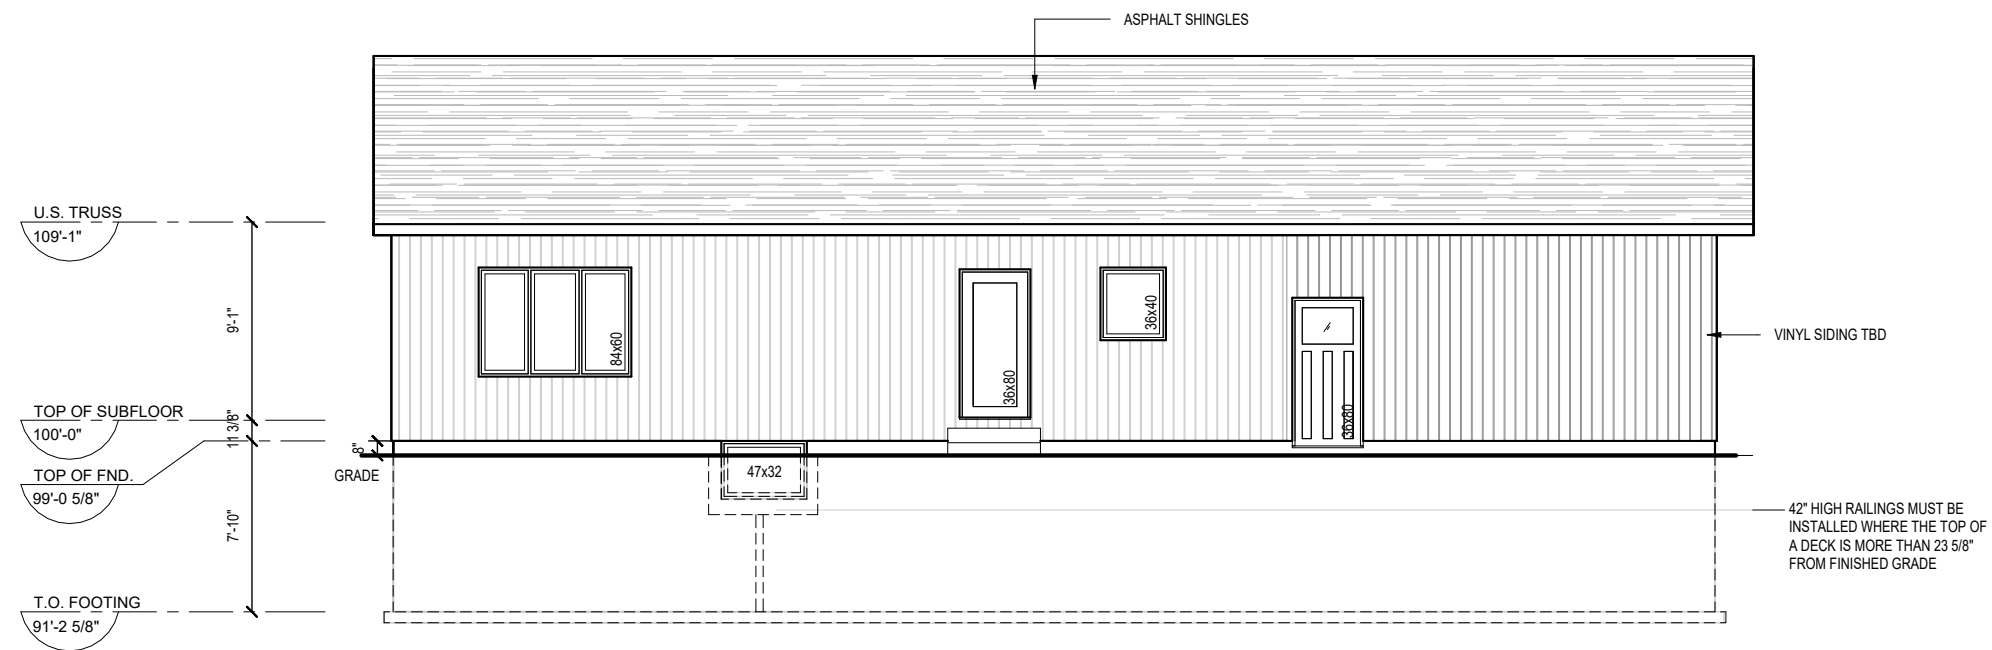 ASPHALT SHINGLES
U.S. TRUSS
109'-1"
9'-1"
84x60
36x80
36x40
36x80
VINYL SIDING TBD
TOP OF SUBFLOOR
100'-0"
11 3/8"
8"
TOP OF FND.
99'-0 5/8"
GRADE
47x32
7'-10"
42" HIGH RAILINGS MUST BE
INSTALLED WHERE THE TOP OF
A DECK IS MORE THAN 23 5/8"
FROM FINISHED GRADE
T.O. FOOTING
91'-2 5/8"